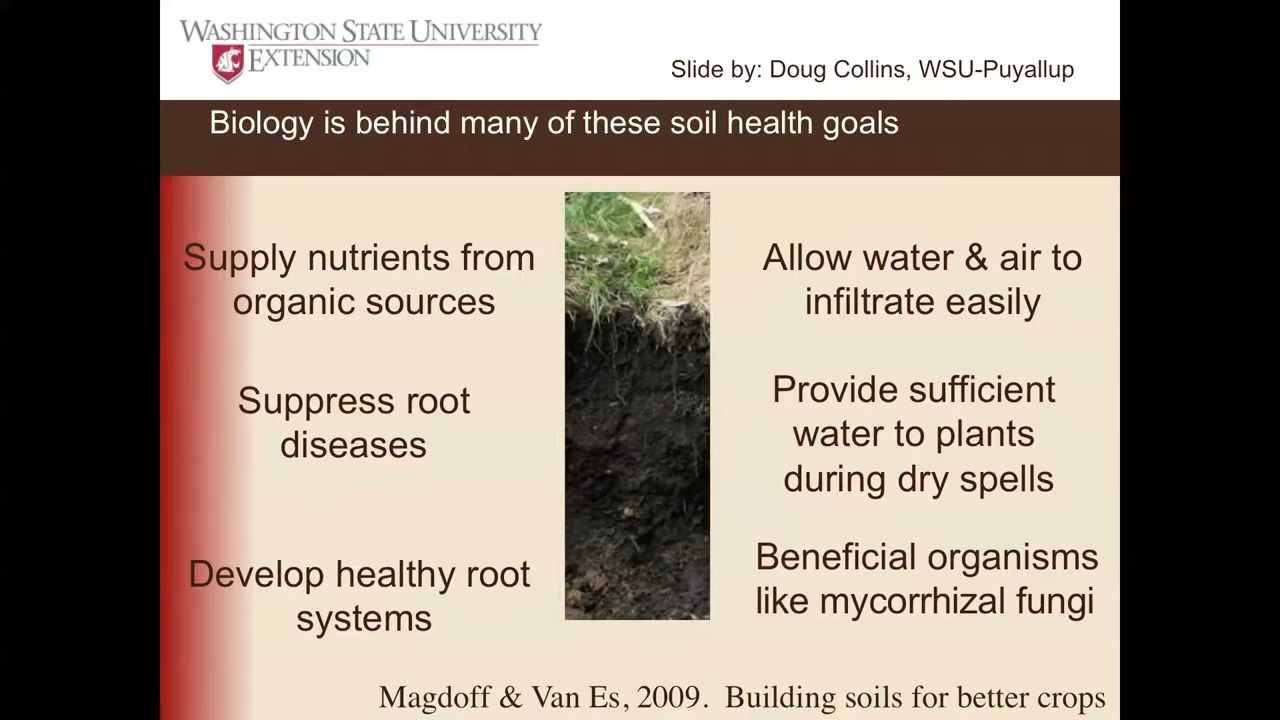 WASHINGTON STATE UNIVERSITY
EXTENSION
Slide by: Doug Collins, WSU-Puyallup
Biology is behind many of these soil health goals
Supply nutrients from
organic sources
Suppress root
diseases
Develop healthy root
systems
Allow water & air to
infiltrate easily
Provide sufficient
water to plants
during dry spells
Beneficial organisms
like mycorrhizal fungi
Magdoff & Van Es, 2009. Building soils for better crops